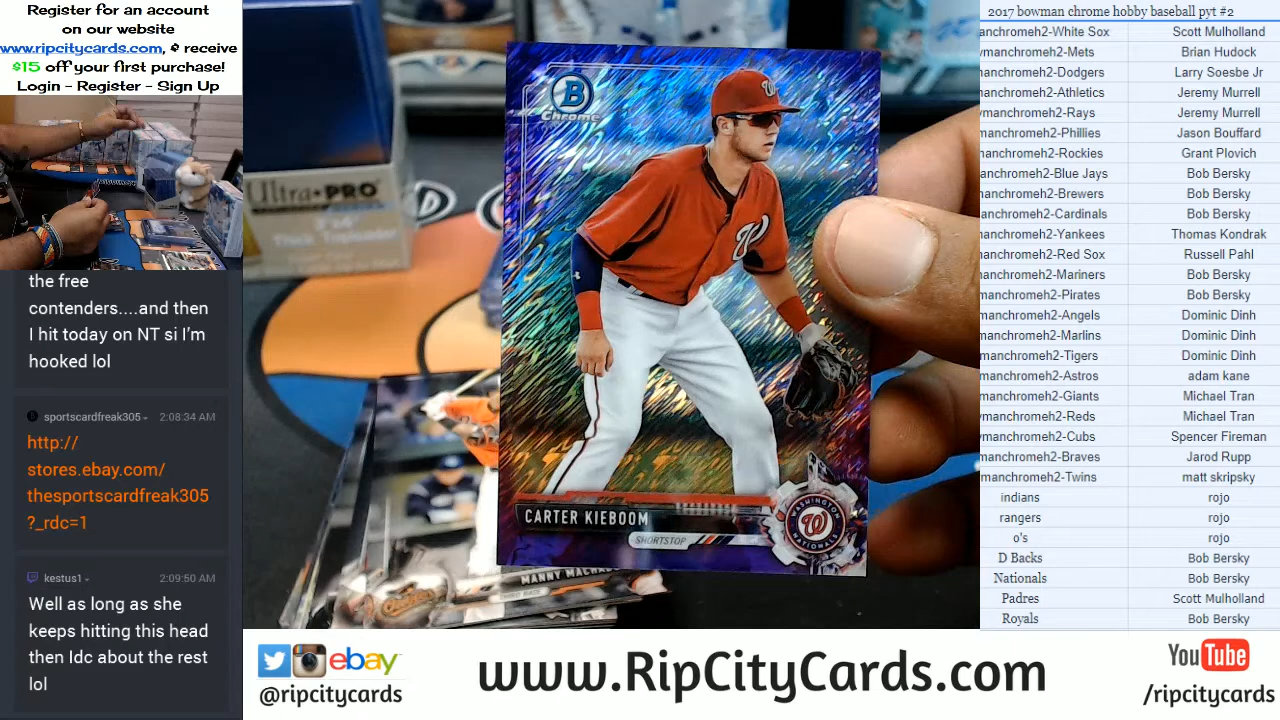 Register for an account
on our website
www.ripcitycards.com, & receive
$15 off your first purchase!
Login - Register - Sign Up
the free
contenders....and then
I hit today on NT si I'm
hooked lol
sportscardfreak305 2:08:34 AM
http://
stores.ebay.com/
thesportscardfreak305
?_rdc=1
kestus1 2:09:50 AM
Well as long as she
keeps hitting this head
then Idc about the rest
lol
Ultra PRO
B
Chrome
W
CARTER KIEBOOM
SHORTSTOP
WASHINGTON
W
NATIONALS
MANNY
2017 bowman chrome hobby baseball pyt #2
manchromeh2-White Sox Scott Mulholland
manchromeh2-Mets Brian Hudock
manchromeh2-Dodgers Larry Soesbe Jr
manchromeh2-Athletics Jeremy Murrell
manchromeh2-Rays Jeremy Murrell
manchromeh2-Phillies Jason Bouffard
manchromeh2-Rockies Grant Plovich
manchromeh2-Blue Jays Bob Bersky
manchromeh2-Brewers Bob Bersky
manchromeh2-Cardinals Bob Bersky
manchromeh2-Yankees Thomas Kondrak
manchromeh2-Red Sox Russell Pahl
manchromeh2-Mariners Bob Bersky
manchromeh2-Pirates Bob Bersky
manchromeh2-Angels Dominic Dinh
manchromeh2-Marlins Dominic Dinh
manchromeh2-Tigers Dominic Dinh
manchromeh2-Astros adam kane
manchromeh2-Giants Michael Tran
manchromeh2-Reds Michael Tran
manchromeh2-Cubs Spencer Fireman
manchromeh2-Braves Jarod Rupp
manchromeh2-Twins matt skripsky
indians rojo
rangers rojo
o's rojo
D Backs Bob Bersky
Nationals Bob Bersky
Padres Scott Mulholland
Royals Bob Bersky
ebay
@ripcitycards
www.RipCityCards.com
YouTube
/ripcitycards